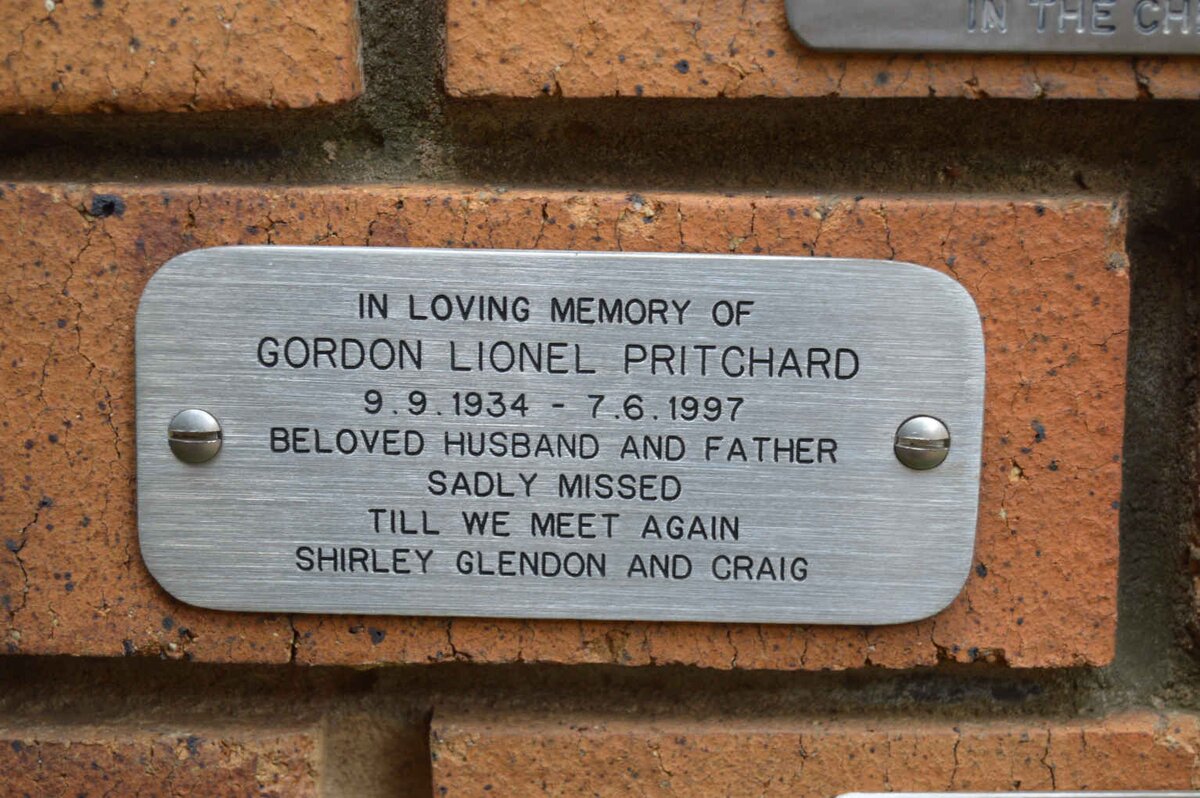 IN THE
IN LOVING MEMORY OF
GORDON LIONEL PRITCHARD
9.9.1934 - 7.6.1997
BELOVED HUSBAND AND FATHER
SADLY MISSED
TILL WE MEET AGAIN
SHIRLEY GLENDON AND CRAIG